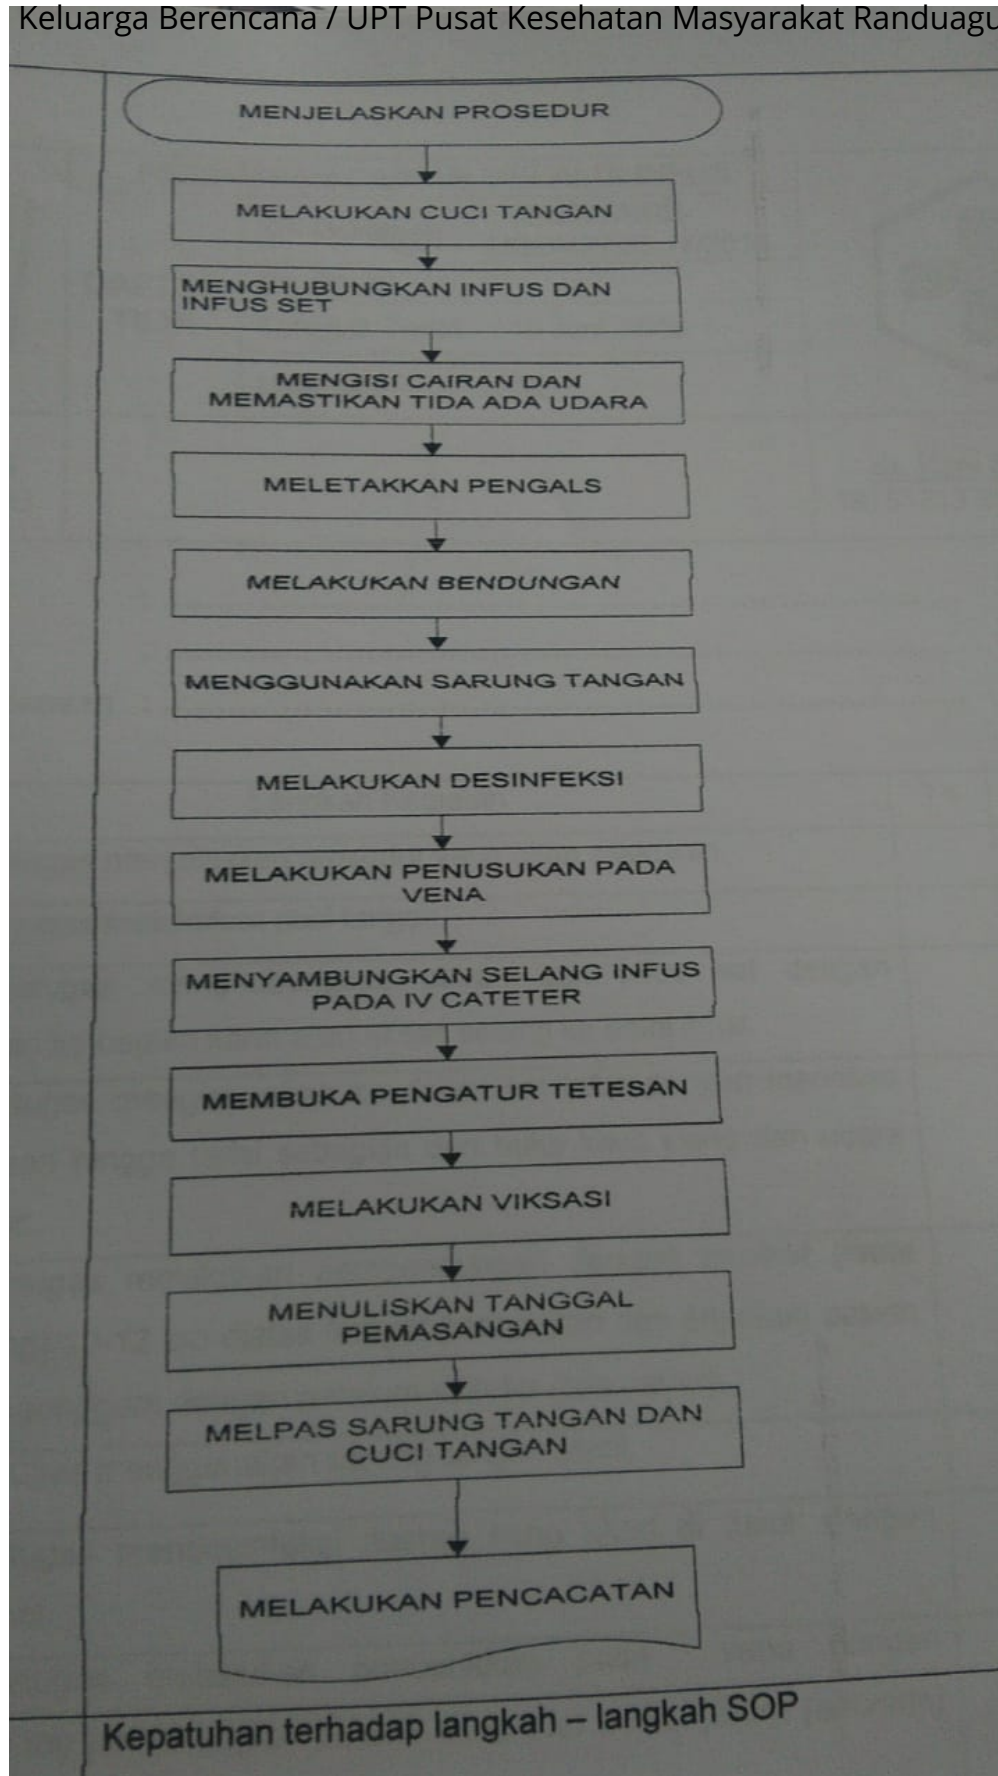 Keluarga Berencana / UPT Pusat Kesehatan Masyarakat Randuagu
MENJELASKAN PROSEDUR
MELAKUKAN CUCI TANGAN
MENGHUBUNGKAN INFUS DAN
INFUS SET
MENGISI CAIRAN DAN
MEMASTIKAN TIDA ADA UDARA
MELETAKKAN PENGALS
MELAKUKAN BENDUNGAN
MENGGUNAKAN SARUNG TANGAN
MELAKUKAN DESINFEKSI
MELAKUKAN PENUSUKAN PADA
VENA
MENYAMBUNGKAN SELANG INFUS
PADA IV CATETER
MEMBUKA PENGATUR TETESAN
MELAKUKAN VIKSASI
MENULISKAN TANGGAL
PEMASANGAN
MELPAS SARUNG TANGAN DAN
CUCI TANGAN
MELAKUKAN PENCACATAN
Kepatuhan terhadap langkah – langkah SOP